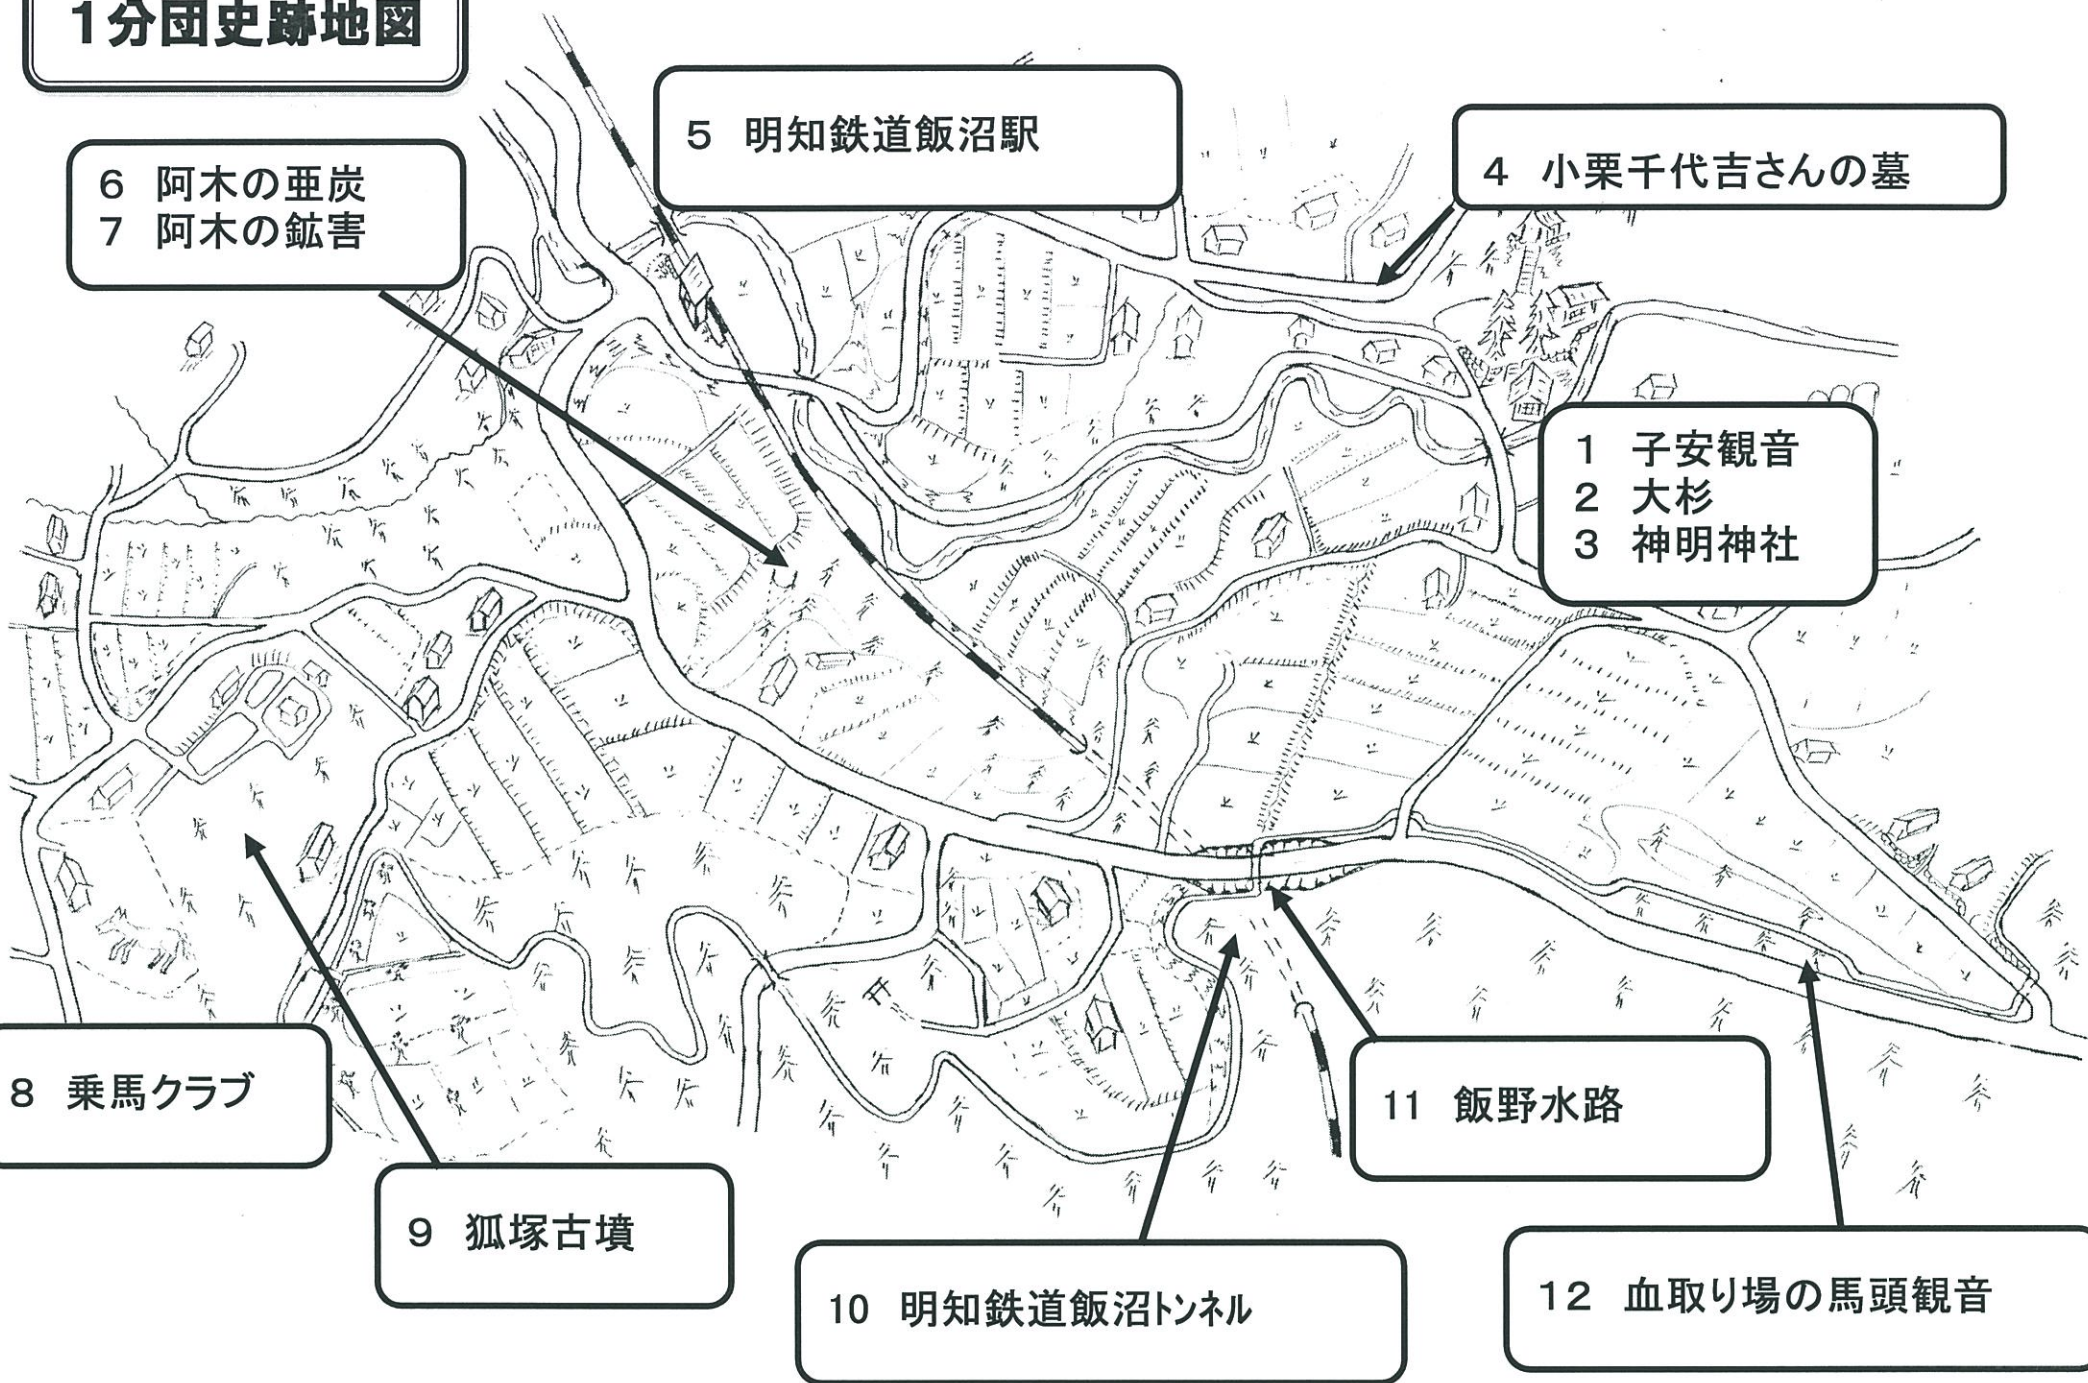 1分団史跡地図
5 明知鉄道飯沼駅
4 小栗千代吉さんの墓
6 阿木の亜炭
7 阿木の鉱害
1 子安観音
2 大杉
3 神明神社
8 乗馬クラブ
11 飯野水路
9 狐塚古墳
10 明知鉄道飯沼トンネル
12 血取り場の馬頭観音